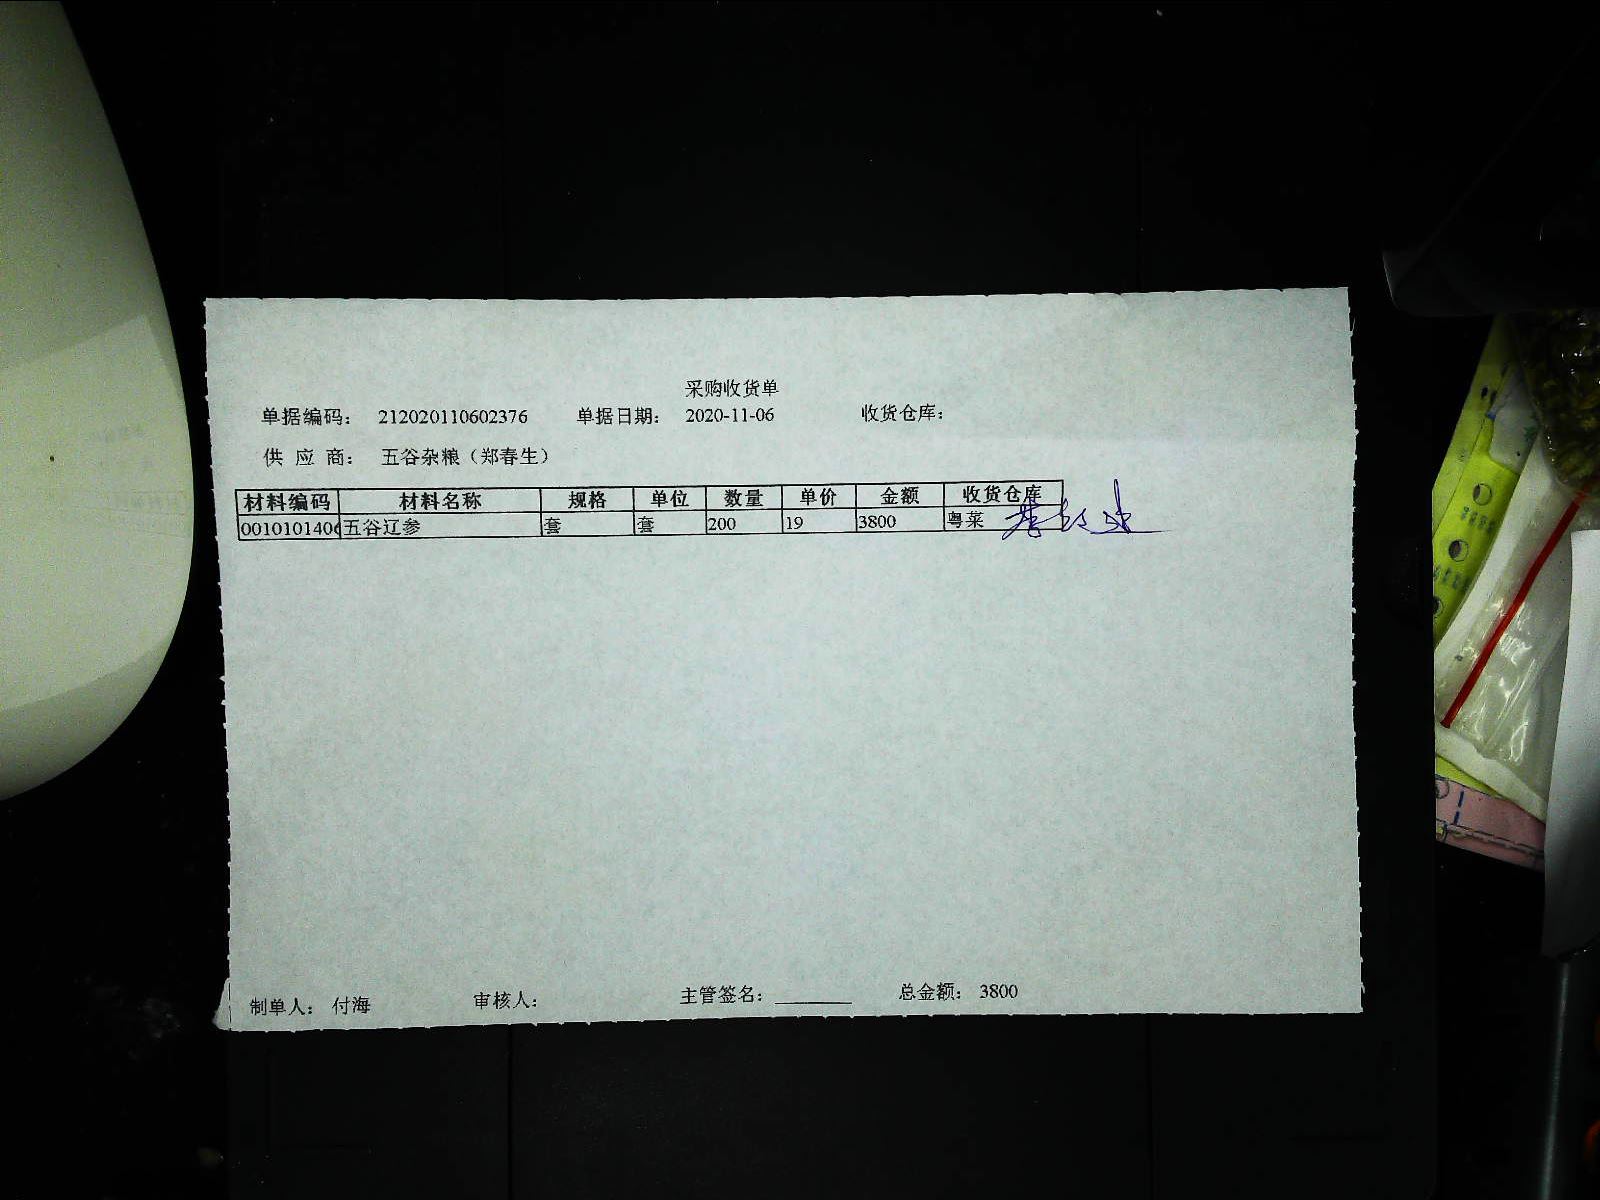 采购收货单
单据编码： 212020110602376 单据日期： 2020-11-06 收货仓库：
供 应 商： 五谷杂粮（郑春生）
材料编码 材料名称 规格 单位 数量 单价 金额 收货仓库
001010140 五谷辽参 套 套 200 19 3800 粤菜
制单人： 付海 审核人： 主管签名： 总金额： 3800